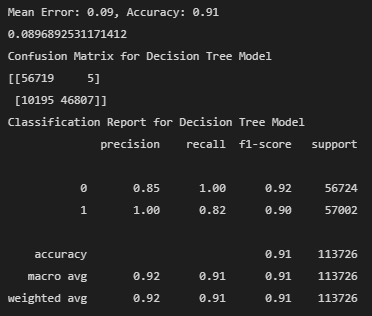 Mean Error: 0.09, Accuracy: 0.91
0.0896892531171412
Confusion Matrix for Decision Tree Model
[[56719     5]
 [10195 46807]]
Classification Report for Decision Tree Model
              precision    recall  f1-score   support

           0       0.85      1.00      0.92     56724
           1       1.00      0.82      0.90     57002

    accuracy                           0.91    113726
   macro avg       0.92      0.91      0.91    113726
weighted avg       0.92      0.91      0.91    113726